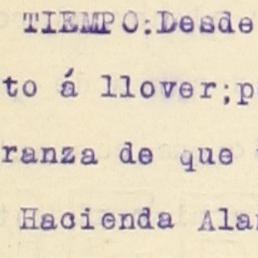 TIEMPO:Desde
to á llover;p
ranza de que
Hacienda Ala